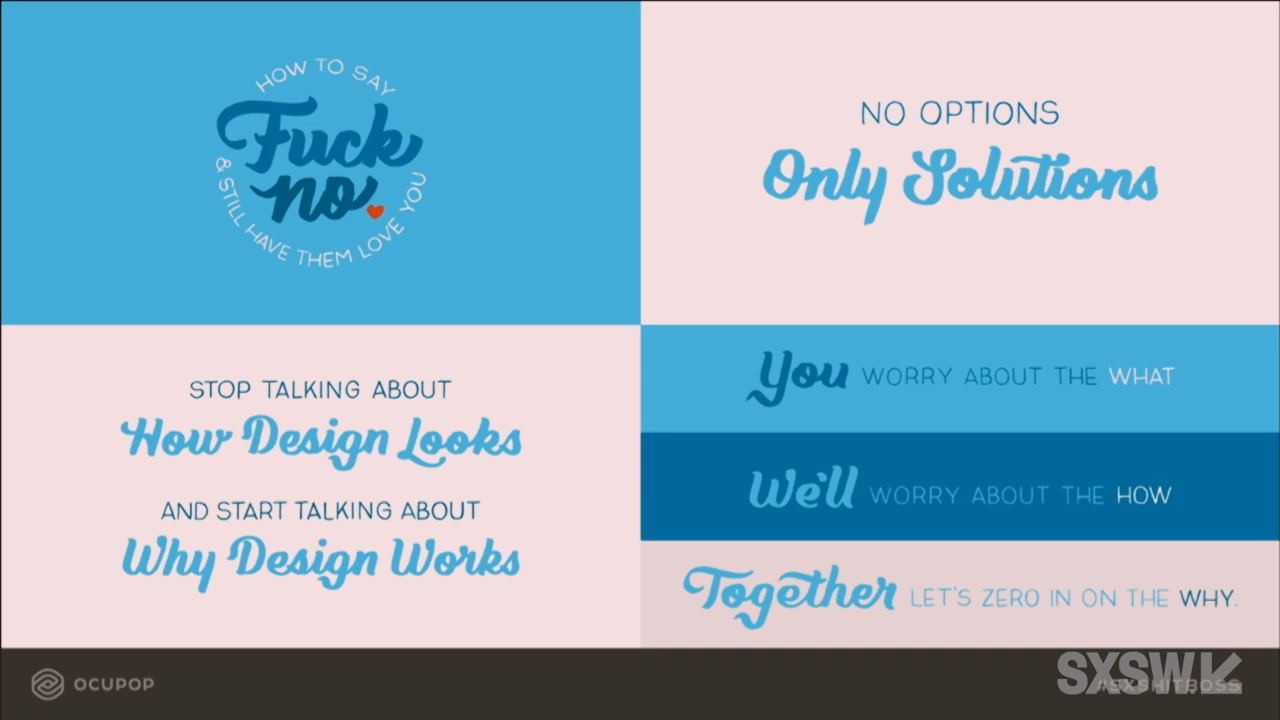 HOW TO SAY
Fuck
no.
& STILL HAVE THEM LOVE YOU
NO OPTIONS
Only Solutions
STOP TALKING ABOUT
How Design Looks
AND START TALKING ABOUT
Why Design Works
You WORRY ABOUT THE WHAT
We'll WORRY ABOUT THE HOW
Together LET'S ZERO IN ON THE WHY.
OCUPOP
SXSW
#SXSHITBOSS